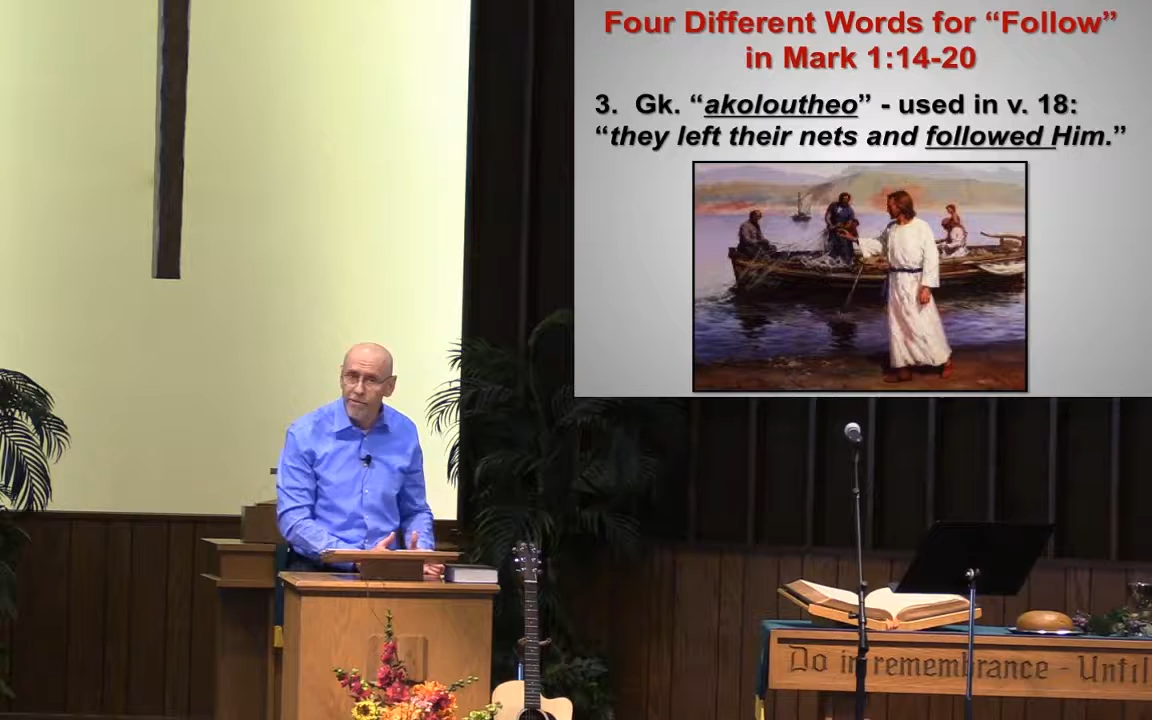 Four Different Words for “Follow”
in Mark 1:14-20
3. Gk. “akoloutheo” - used in v. 18:
“they left their nets and followed Him.”
Do in remembrance - Until